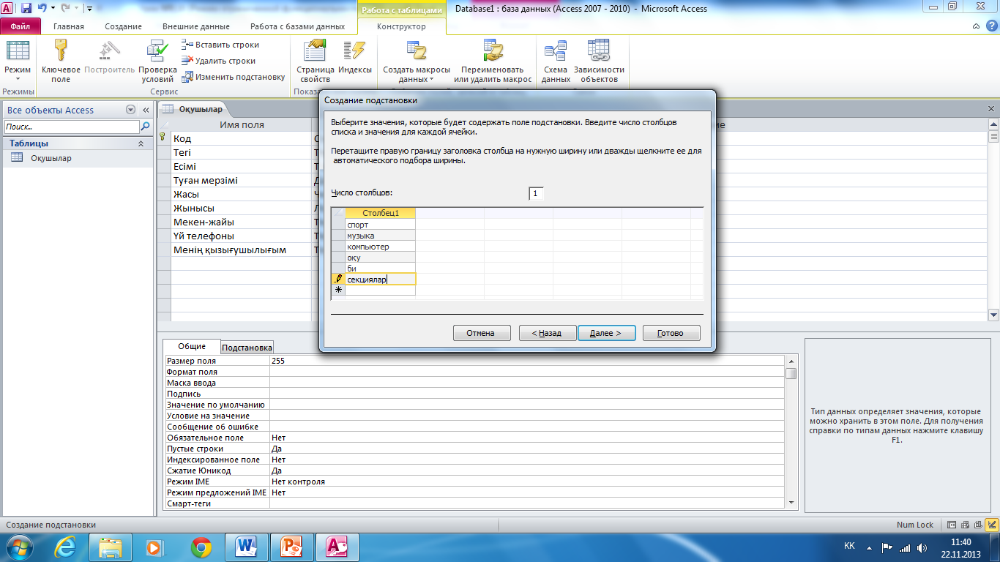 Работа с таблицами
Database1 : база данных (Access 2007 - 2010) - Microsoft Access
Файл
Главная
Создание
Внешние данные
Работа с базами данных
Конструктор
Режим
Ключевое поле
Построитель
Проверка условий
Вставить строки
Удалить строки
Изменить подстановку
Страница свойств
Индексы
Создать макросы данных
Переименовать или удалить макрос
Схема данных
Зависимости объектов
Режимы
Сервис
Все объекты Access
Поиск...
Таблицы
Оқушылар
Оқушылар
Имя поля
Код
Тегі
Есімі
Туған мерзімі
Жасы
Жынысы
Мекен-жайы
Үй телефоны
Менің қызығушылығым
Создание подстановки
Выберите значения, которые будет содержать поле подстановки. Введите число столбцов
списка и значения для каждой ячейки.
Перетащите правую границу заголовка столбца на нужную ширину или дважды щелкните ее для
автоматического подбора ширины.
Число столбцов:
1
Столбец1
спорт
музыка
компьютер
оқу
би
секциялар
Отмена
< Назад
Далее >
Готово
Общие
Подстановка
Размер поля 255
Формат поля
Маска ввода
Подпись
Значение по умолчанию
Условие на значение
Сообщение об ошибке
Обязательное поле Нет
Пустые строки Да
Индексированное поле Нет
Сжатие Юникод Да
Режим IME Нет контроля
Режим предложений IME Нет
Смарт-теги
Тип данных определяет значения, которые
можно хранить в этом поле. Для получения
справки по типам данных нажмите клавишу
F1.
Создание подстановки
Num Lock
KK
11:40
22.11.2013